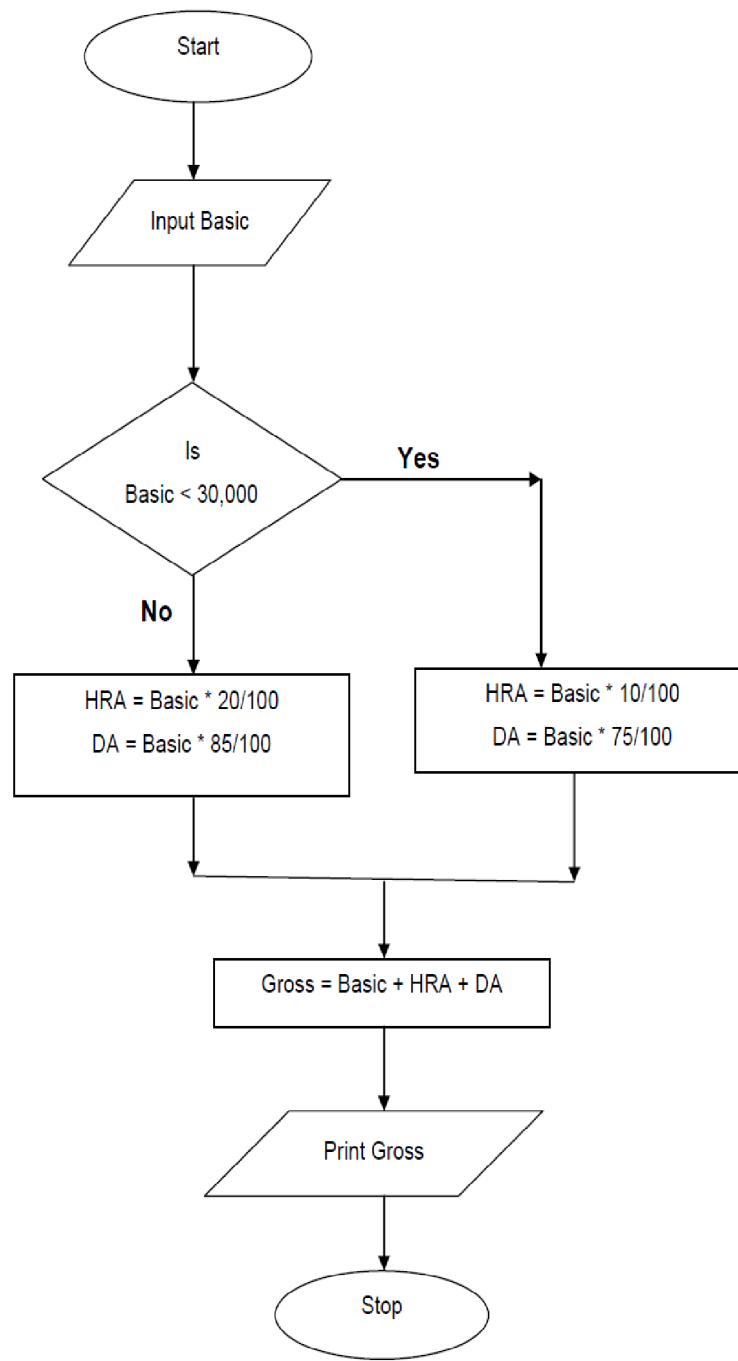 Start
Input Basic
Is
Basic < 30,000
Yes
No
HRA = Basic * 20/100
DA = Basic * 85/100
HRA = Basic * 10/100
DA = Basic * 75/100
Gross = Basic + HRA + DA
Print Gross
Stop